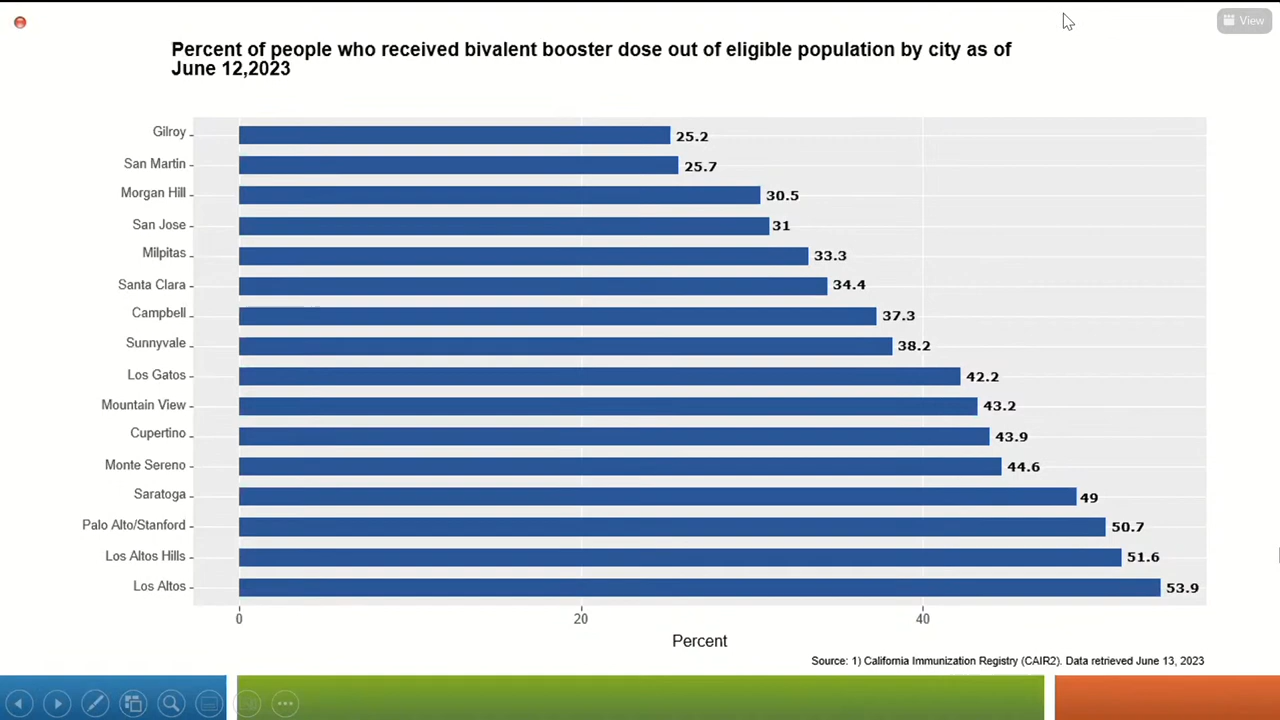 View
Percent of people who received bivalent booster dose out of eligible population by city as of
June 12,2023
Gilroy 25.2
San Martin 25.7
Morgan Hill 30.5
San Jose 31
Milpitas 33.3
Santa Clara 34.4
Campbell 37.3
Sunnyvale 38.2
Los Gatos 42.2
Mountain View 43.2
Cupertino 43.9
Monte Sereno 44.6
Saratoga 49
Palo Alto/Stanford 50.7
Los Altos Hills 51.6
Los Altos 53.9
0 20 40
Percent
Source: 1) California Immunization Registry (CAIR2). Data retrieved June 13, 2023